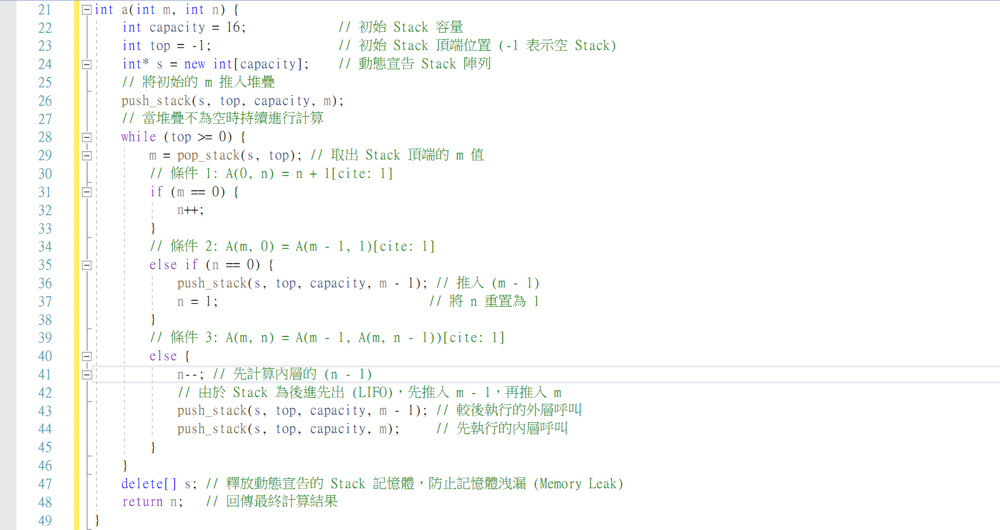 21 int a(int m, int n) {
22 int capacity = 16; // 初始 Stack 容量
23 int top = -1; // 初始 Stack 頂端位置 (-1 表示空 Stack)
24 int* s = new int[capacity]; // 動態宣告 Stack 陣列
25 // 將初始的 m 推入堆疊
26 push_stack(s, top, capacity, m);
27 // 當堆疊不為空時持續進行計算
28 while (top >= 0) {
29 m = pop_stack(s, top); // 取出 Stack 頂端的 m 值
30 // 條件 1: A(0, n) = n + 1[cite: 1]
31 if (m == 0) {
32 n++;
33 }
34 // 條件 2: A(m, 0) = A(m - 1, 1)[cite: 1]
35 else if (n == 0) {
36 push_stack(s, top, capacity, m - 1); // 推入 (m - 1)
37 n = 1; // 將 n 重置為 1
38 }
39 // 條件 3: A(m, n) = A(m - 1, A(m, n - 1))[cite: 1]
40 else {
41 n--; // 先計算內層的 (n - 1)
42 // 由於 Stack 為後進先出 (LIFO)，先推入 m - 1，再推入 m
43 push_stack(s, top, capacity, m - 1); // 較後執行的外層呼叫
44 push_stack(s, top, capacity, m); // 先執行的內層呼叫
45 }
46 }
47 delete[] s; // 釋放動態宣告的 Stack 記憶體，防止記憶體洩漏 (Memory Leak)
48 return n; // 回傳最終計算結果
49 }